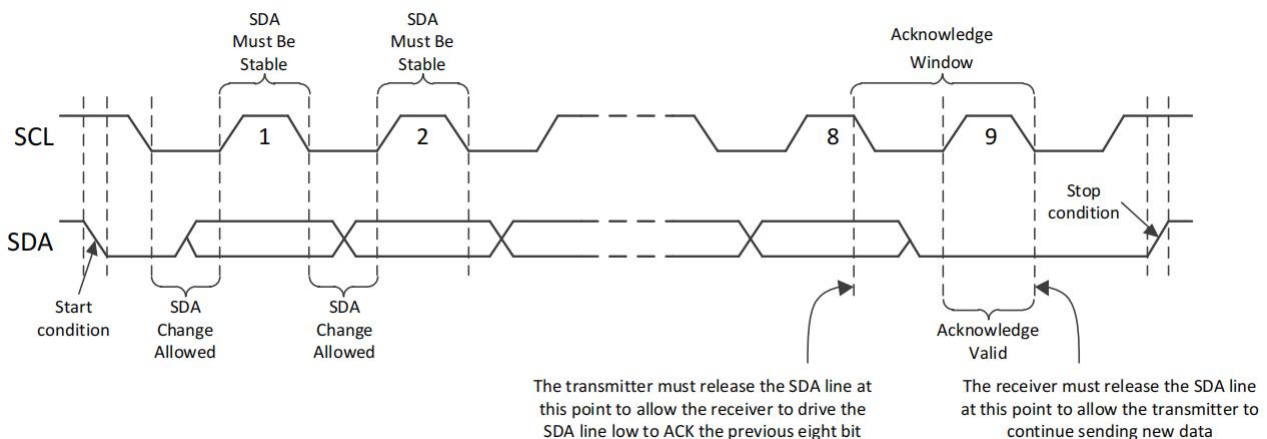 SDA
Must Be
Stable
SDA
Must Be
Stable
Acknowledge
Window
SCL
1
2
8
9
SDA
Stop
condition
Start
condition
SDA
Change
Allowed
SDA
Change
Allowed
Acknowledge
Valid
The transmitter must release the SDA line at
this point to allow the receiver to drive the
SDA line low to ACK the previous eight bit
The receiver must release the SDA line
at this point to allow the transmitter to
continue sending new data